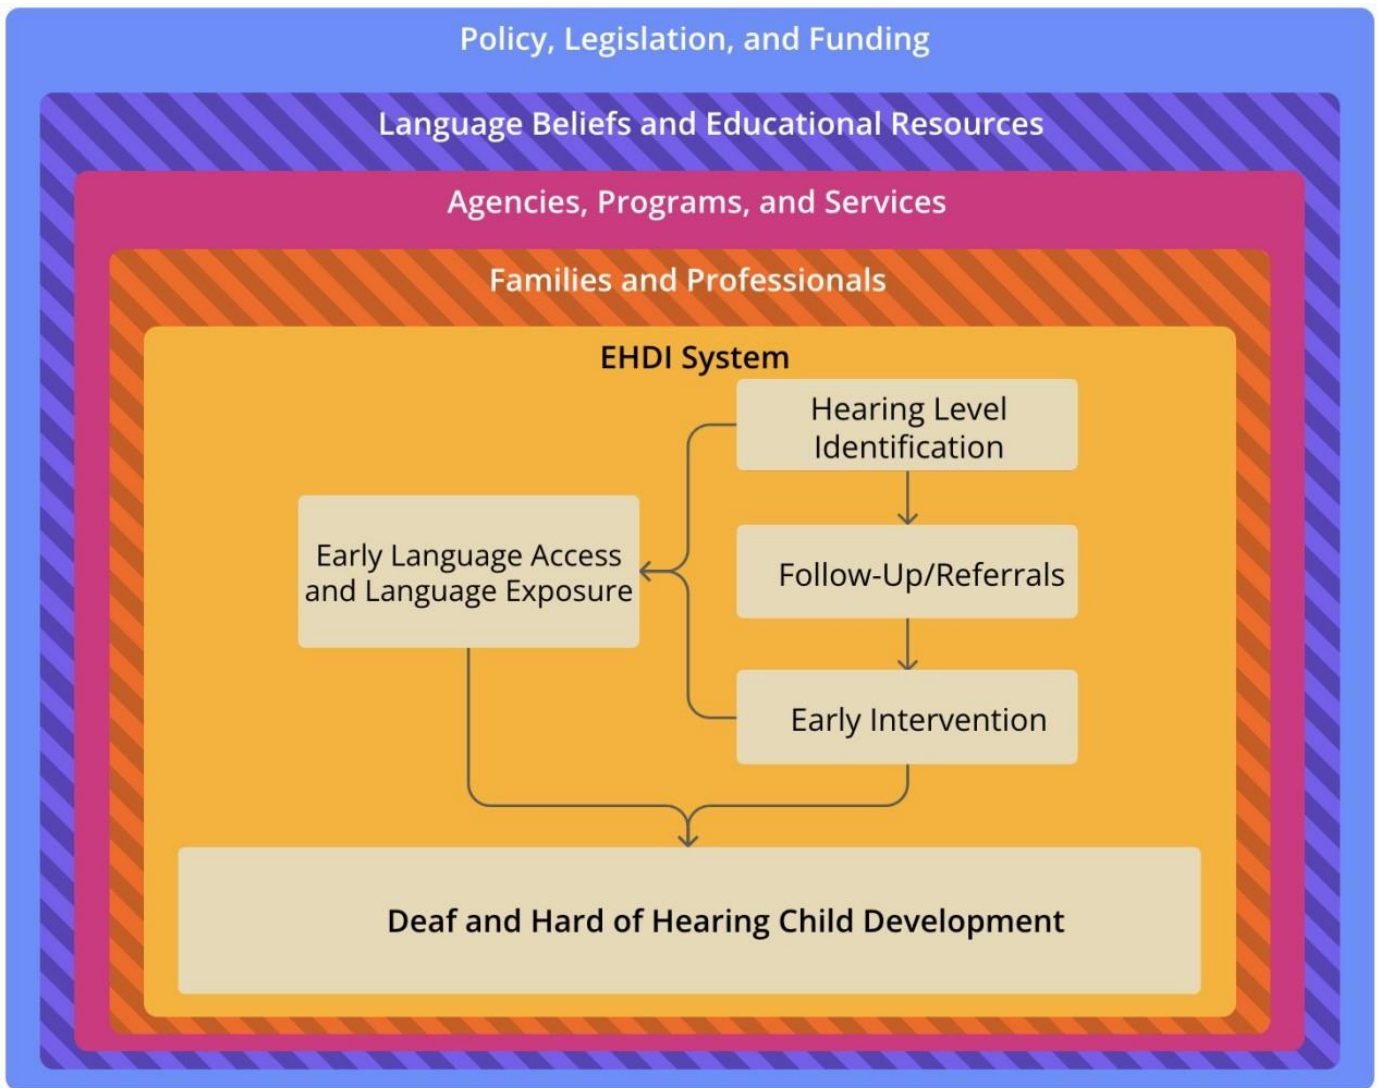 Policy, Legislation, and Funding
Language Beliefs and Educational Resources
Agencies, Programs, and Services
Families and Professionals
EHDI System
Hearing Level
Identification
Early Language Access
and Language Exposure
Follow-Up/Referrals
Early Intervention
Deaf and Hard of Hearing Child Development